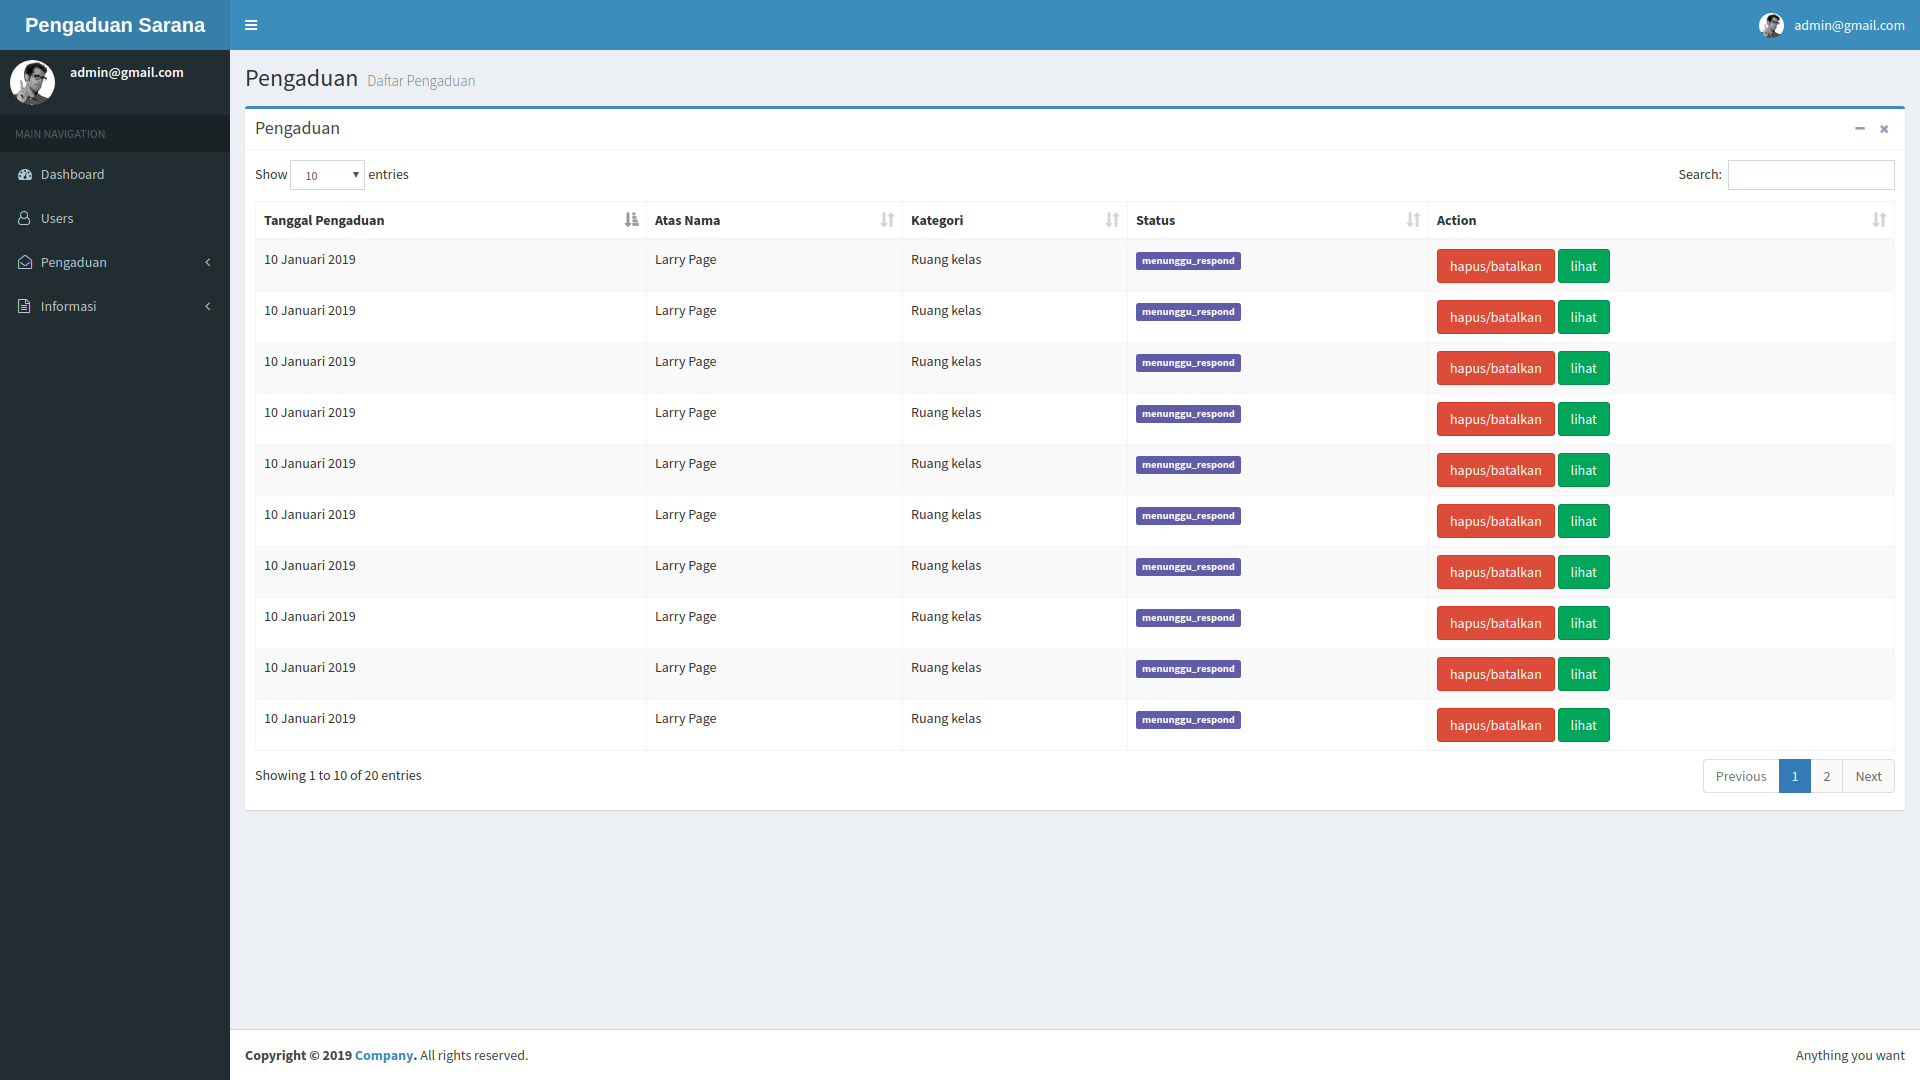 Pengaduan Sarana
admin@gmail.com
admin@gmail.com
MAIN NAVIGATION
Dashboard
Users
Pengaduan
Informasi
Pengaduan Daftar Pengaduan
Pengaduan
Show 10 entries
Search:
Tanggal Pengaduan Atas Nama Kategori Status Action
10 Januari 2019 Larry Page Ruang kelas menunggu_respond hapus/batalkan lihat
10 Januari 2019 Larry Page Ruang kelas menunggu_respond hapus/batalkan lihat
10 Januari 2019 Larry Page Ruang kelas menunggu_respond hapus/batalkan lihat
10 Januari 2019 Larry Page Ruang kelas menunggu_respond hapus/batalkan lihat
10 Januari 2019 Larry Page Ruang kelas menunggu_respond hapus/batalkan lihat
10 Januari 2019 Larry Page Ruang kelas menunggu_respond hapus/batalkan lihat
10 Januari 2019 Larry Page Ruang kelas menunggu_respond hapus/batalkan lihat
10 Januari 2019 Larry Page Ruang kelas menunggu_respond hapus/batalkan lihat
10 Januari 2019 Larry Page Ruang kelas menunggu_respond hapus/batalkan lihat
10 Januari 2019 Larry Page Ruang kelas menunggu_respond hapus/batalkan lihat
Showing 1 to 10 of 20 entries
Previous 1 2 Next
Copyright © 2019 Company. All rights reserved.
Anything you want